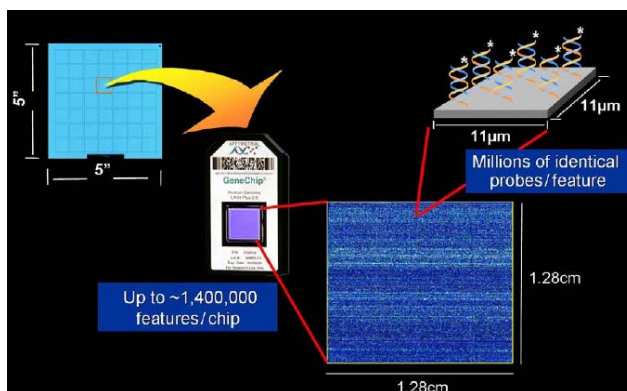 5”
5”
* * * * * *
11µm
11µm
Millions of identical
probes/feature
AFFYMETRIX
GeneChip®
Up to ~1,400,000
features/chip
1.28cm
1.28cm